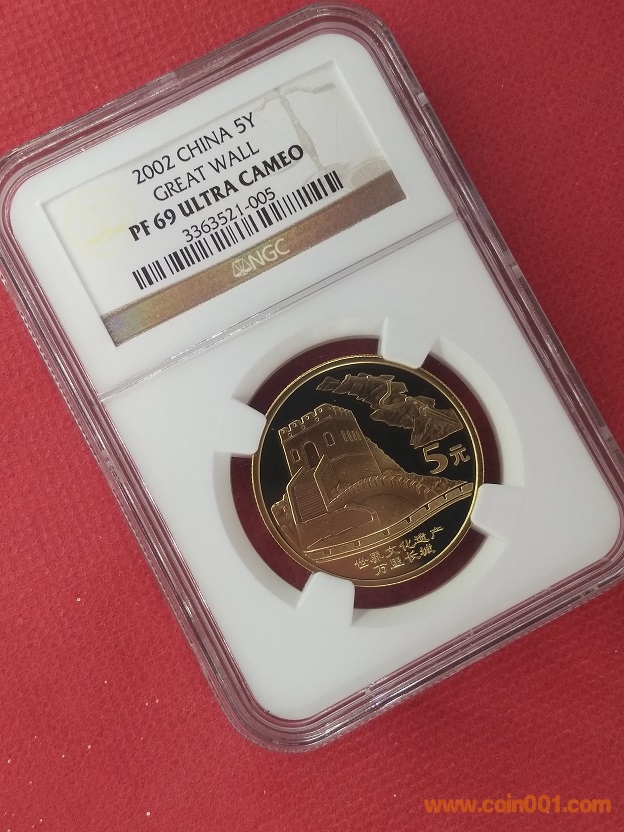 2002 CHINA 5Y
GREAT WALL
PF 69 ULTRA CAMEO
3363521-005
NGC
5元
世界文化遗产
万里长城
www.coin001.com